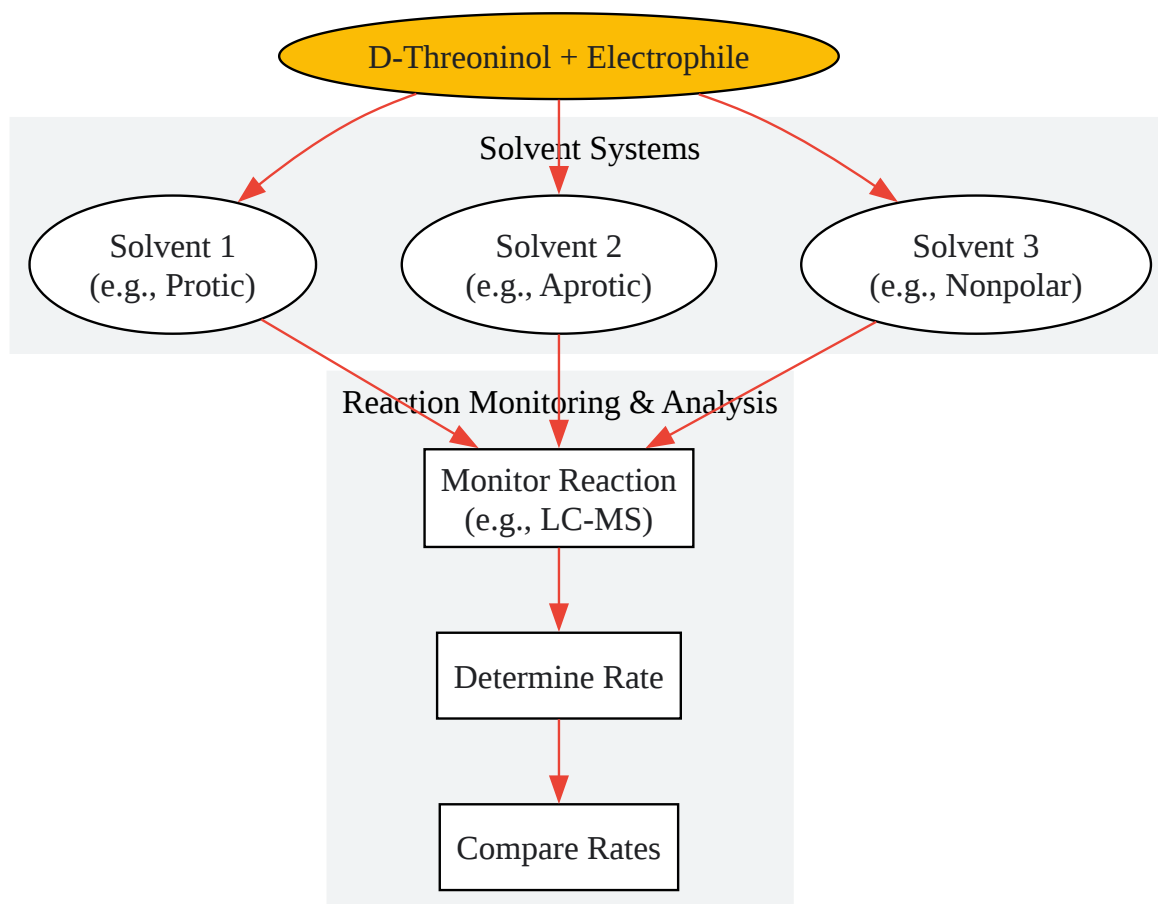 D-Threoninol + Electrophile
Solvent Systems
Solvent 1
(e.g., Protic)
Solvent 2
(e.g., Aprotic)
Solvent 3
(e.g., Nonpolar)
Reaction Monitoring & Analysis
Monitor Reaction
(e.g., LC-MS)
Determine Rate
Compare Rates